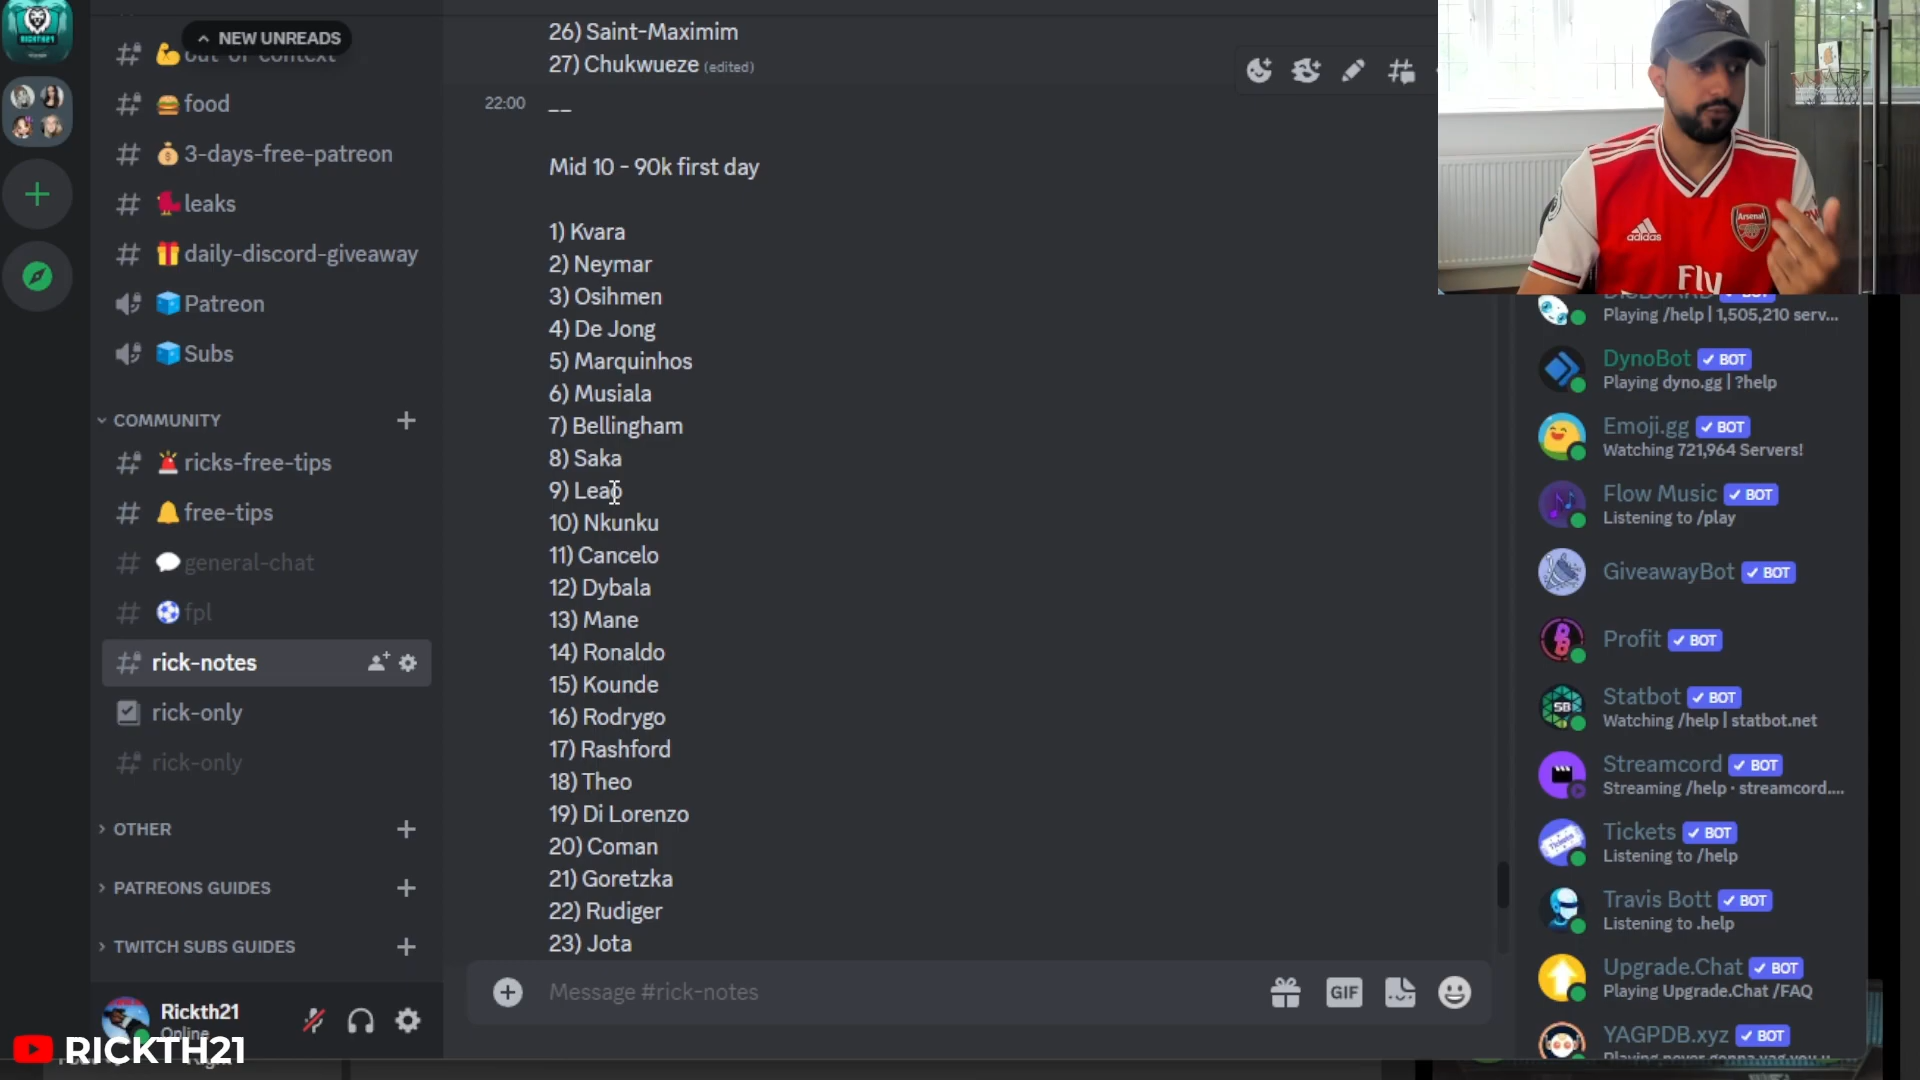 RICKTH21
NEW UNREADS
out-of-context
food
3-days-free-patreon
leaks
daily-discord-giveaway
Patreon
Subs
COMMUNITY
ricks-free-tips
free-tips
general-chat
fpl
rick-notes
rick-only
rick-only
OTHER
PATREONS GUIDES
TWITCH SUBS GUIDES
Rickth21
Online
RICKTH21
26) Saint-Maximim
27) Chukwueze (edited)
22:00 __
Mid 10 - 90k first day
1) Kvara
2) Neymar
3) Osihmen
4) De Jong
5) Marquinhos
6) Musiala
7) Bellingham
8) Saka
9) Leao
10) Nkunku
11) Cancelo
12) Dybala
13) Mane
14) Ronaldo
15) Kounde
16) Rodrygo
17) Rashford
18) Theo
19) Di Lorenzo
20) Coman
21) Goretzka
22) Rudiger
23) Jota
Message #rick-notes
GIF
Arsenal
adidas
Fly
Playing /help | 1,505,210 serv...
DynoBot BOT
Playing dyno.gg | ?help
Emoji.gg BOT
Watching 721,964 Servers!
Flow Music BOT
Listening to /play
GiveawayBot BOT
Profit BOT
Statbot BOT
Watching /help | statbot.net
Streamcord BOT
Streaming /help · streamcord....
Tickets BOT
Listening to /help
Travis Bott BOT
Listening to .help
Upgrade.Chat BOT
Playing Upgrade.Chat /FAQ
YAGPDB.xyz BOT